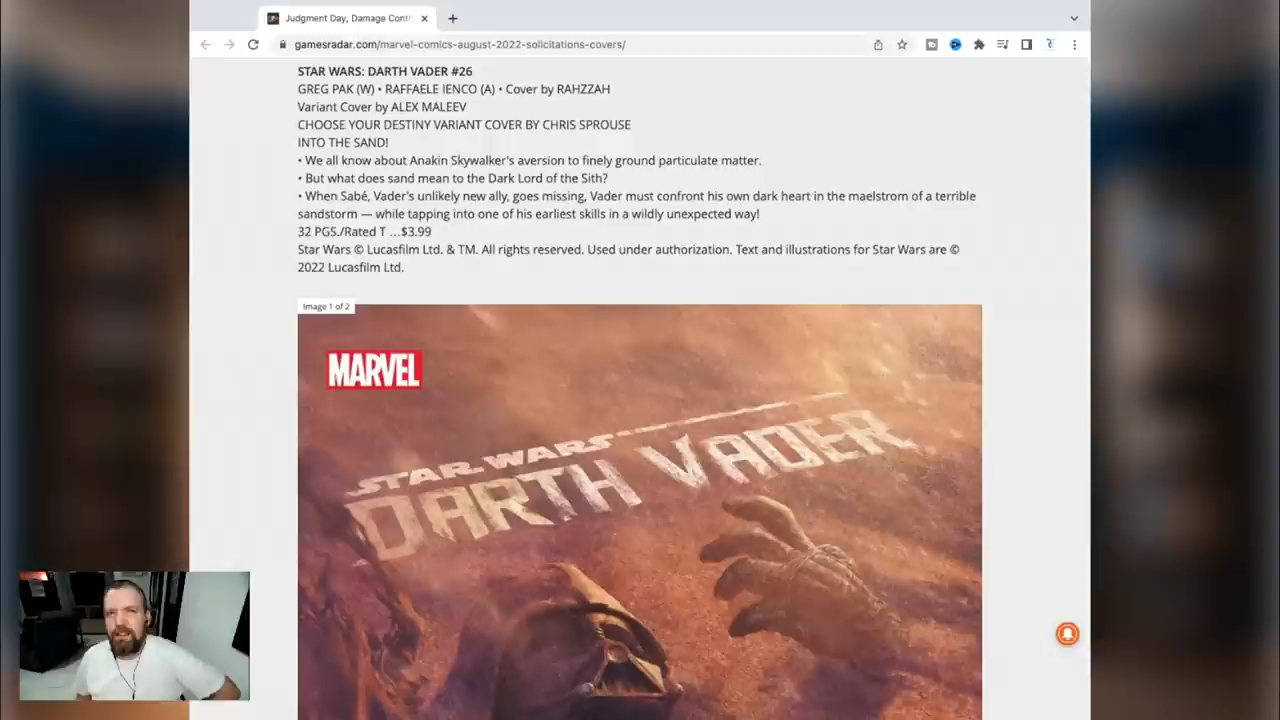 Judgment Day, Damage Contr
gamesradar.com/marvel-comics-august-2022-solicitations-covers/
STAR WARS: DARTH VADER #26
GREG PAK (W) • RAFFAELE IENCO (A) • Cover by RAHZZAH
Variant Cover by ALEX MALEEV
CHOOSE YOUR DESTINY VARIANT COVER BY CHRIS SPROUSE
INTO THE SAND!
• We all know about Anakin Skywalker's aversion to finely ground particulate matter.
• But what does sand mean to the Dark Lord of the Sith?
• When Sabé, Vader's unlikely new ally, goes missing, Vader must confront his own dark heart in the maelstrom of a terrible
sandstorm — while tapping into one of his earliest skills in a wildly unexpected way!
32 PGS./Rated T …$3.99
Star Wars © Lucasfilm Ltd. & TM. All rights reserved. Used under authorization. Text and illustrations for Star Wars are ©
2022 Lucasfilm Ltd.
Image 1 of 2
MARVEL
STAR WARS
DARTH VADER